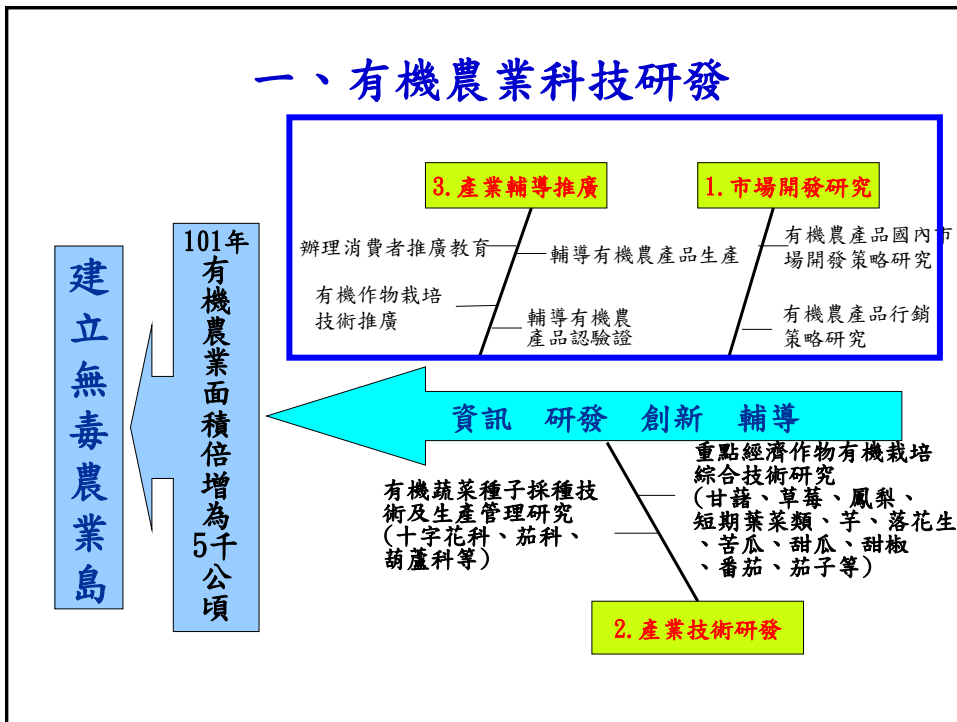 一、有機農業科技研發
3.產業輔導推廣
1.市場開發研究
辦理消費者推廣教育
輔導有機農產品生產
有機農產品國內市
場開發策略研究
有機作物栽培
技術推廣
輔導有機農
產品認驗證
有機農產品行銷
策略研究
建立無毒農業島
101年
有機農業面積倍增為
5千公頃
資訊 研發 創新 輔導
有機蔬菜種子採種技
術及生產管理研究
(十字花科、茄科、
葫蘆科等)
重點經濟作物有機栽培
綜合技術研究
(甘藷、草莓、鳳梨、
短期葉菜類、芋、落花生
、苦瓜、甜瓜、甜椒
、番茄、茄子等)
2.產業技術研發